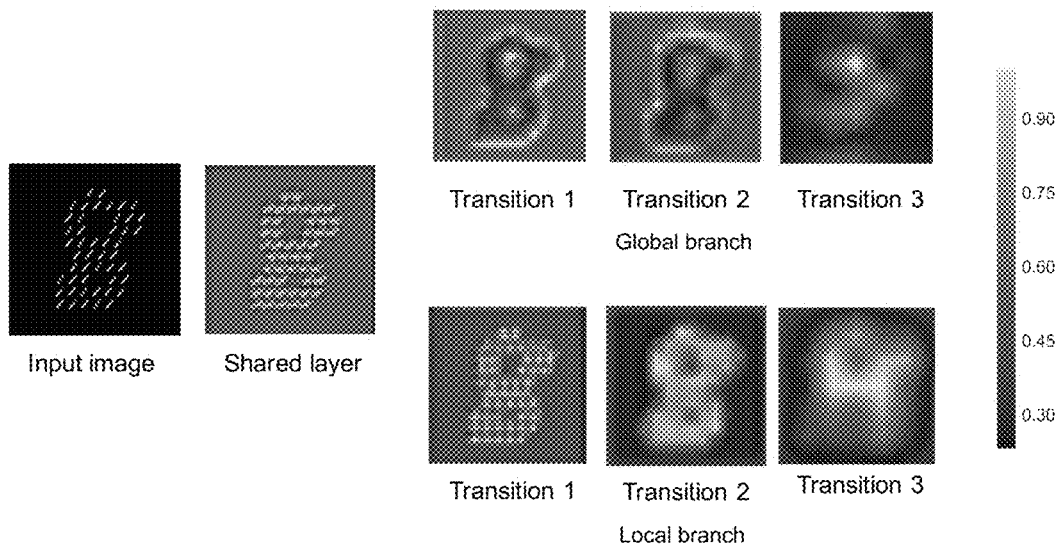 Input image
Shared layer
Transition 1
Transition 2
Transition 3
Global branch
Transition 1
Transition 2
Transition 3
Local branch
0.90
0.75
0.60
0.45
0.30